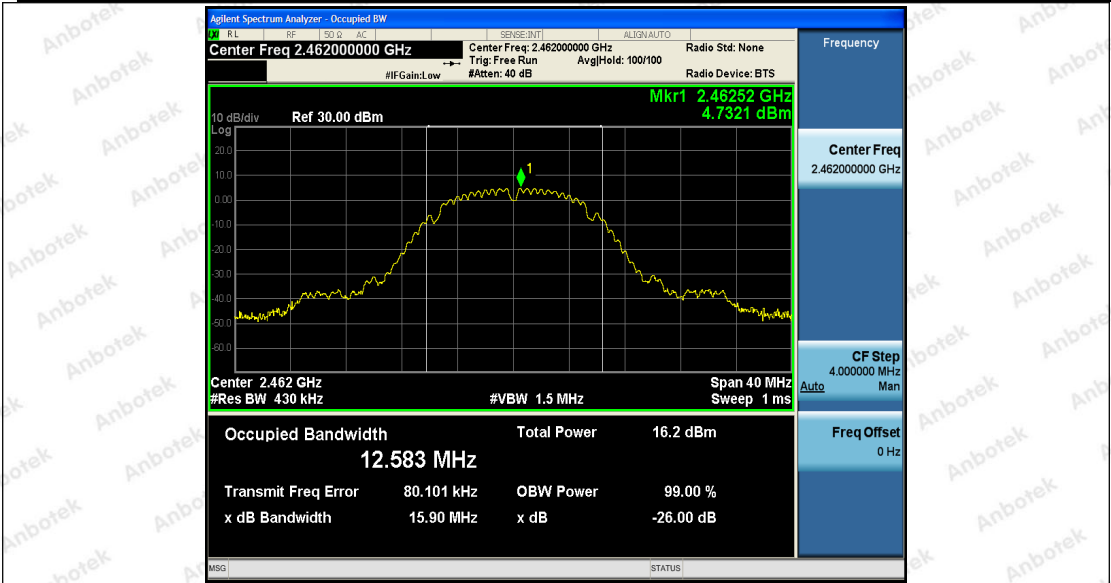 Agilent Spectrum Analyzer - Occupied BW
LXI RL RF 50 Ω AC SENSE:INT ALIGNAUTO
Center Freq 2.462000000 GHz
Center Freq: 2.462000000 GHz
Radio Std: None
Trig: Free Run Avg|Hold: 100/100
#IFGain:Low
#Atten: 40 dB
Radio Device: BTS
Mkr1 2.46252 GHz
4.7321 dBm
10 dB/div Ref 30.00 dBm
Log
20.0
10.0
0.00
-10.0
-20.0
-30.0
-40.0
-50.0
-60.0
1
Center 2.462 GHz
Span 40 MHz
#Res BW 430 kHz
#VBW 1.5 MHz
Sweep 1 ms
Occupied Bandwidth
12.583 MHz
Total Power 16.2 dBm
Transmit Freq Error 80.101 kHz
OBW Power 99.00 %
x dB Bandwidth 15.90 MHz
x dB -26.00 dB
MSG
STATUS
Frequency
Center Freq
2.462000000 GHz
CF Step
4.000000 MHz
Auto Man
Freq Offset
0 Hz
Anbotek